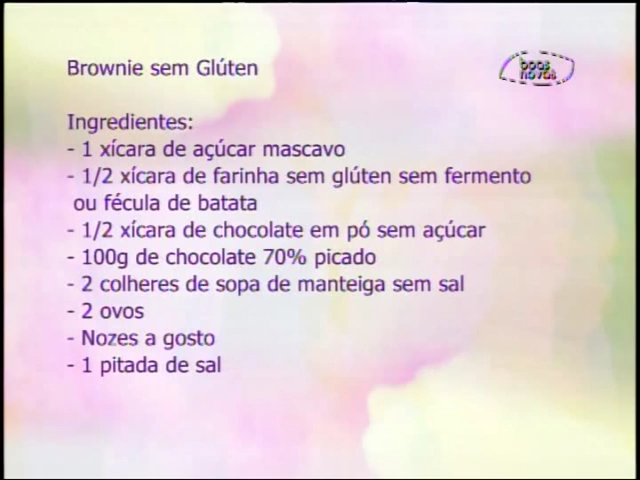 Brownie sem Glúten
boas
novas
Ingredientes:
- 1 xícara de açúcar mascavo
- 1/2 xícara de farinha sem glúten sem fermento
ou fécula de batata
- 1/2 xícara de chocolate em pó sem açúcar
- 100g de chocolate 70% picado
- 2 colheres de sopa de manteiga sem sal
- 2 ovos
- Nozes a gosto
- 1 pitada de sal